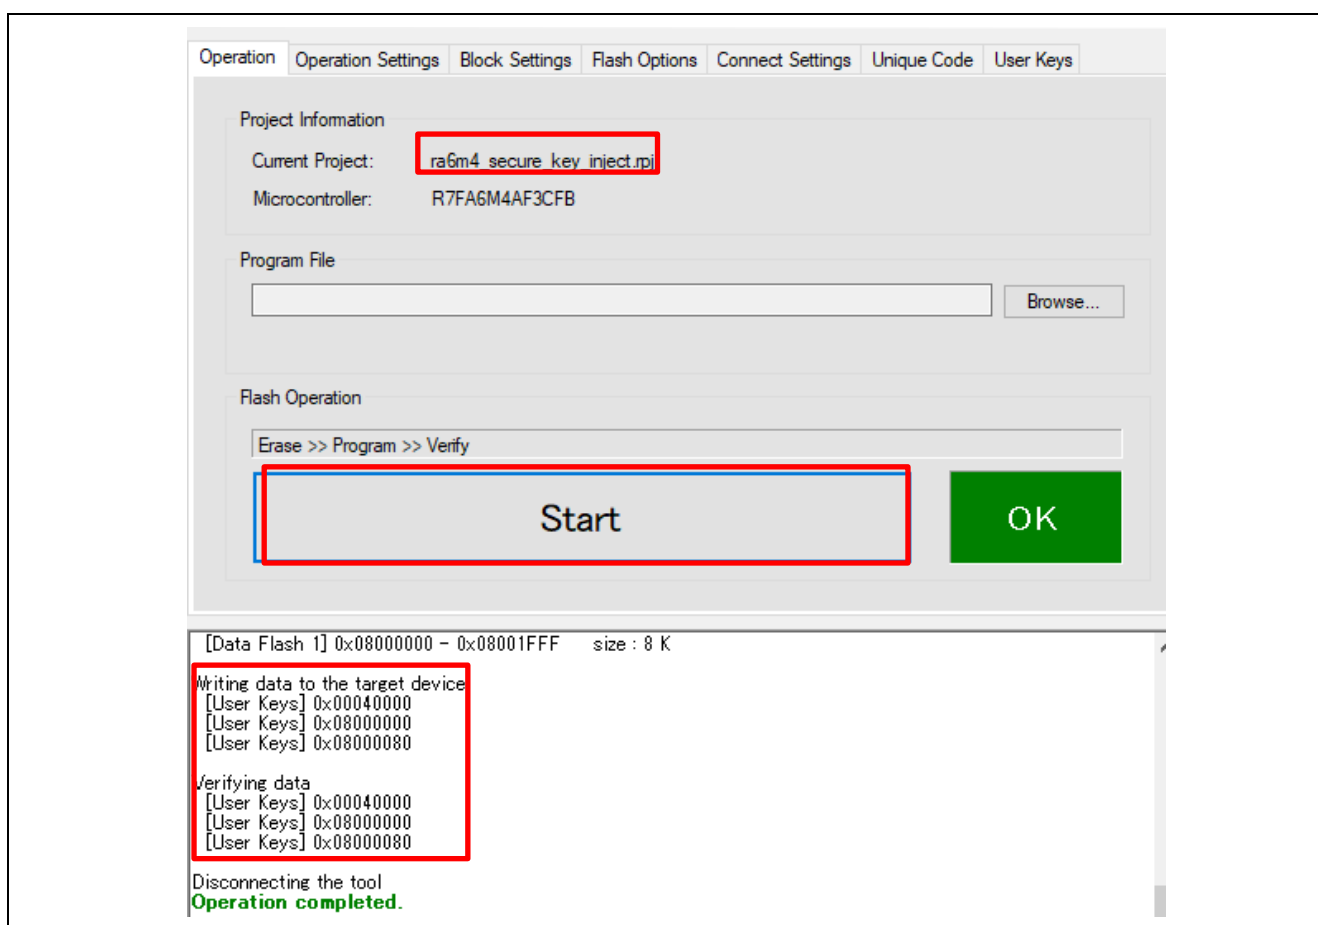 Operation Operation Settings Block Settings Flash Options Connect Settings Unique Code User Keys
Project Information
Current Project: ra6m4_secure_key_inject.rpj
Microcontroller: R7FA6M4AF3CFB
Program File
Browse...
Flash Operation
Erase >> Program >> Verify
Start
OK
[Data Flash 1] 0x08000000 - 0x08001FFF size : 8 K
Writing data to the target device
[User Keys] 0x00040000
[User Keys] 0x08000000
[User Keys] 0x08000080
Verifying data
[User Keys] 0x00040000
[User Keys] 0x08000000
[User Keys] 0x08000080
Disconnecting the tool
Operation completed.